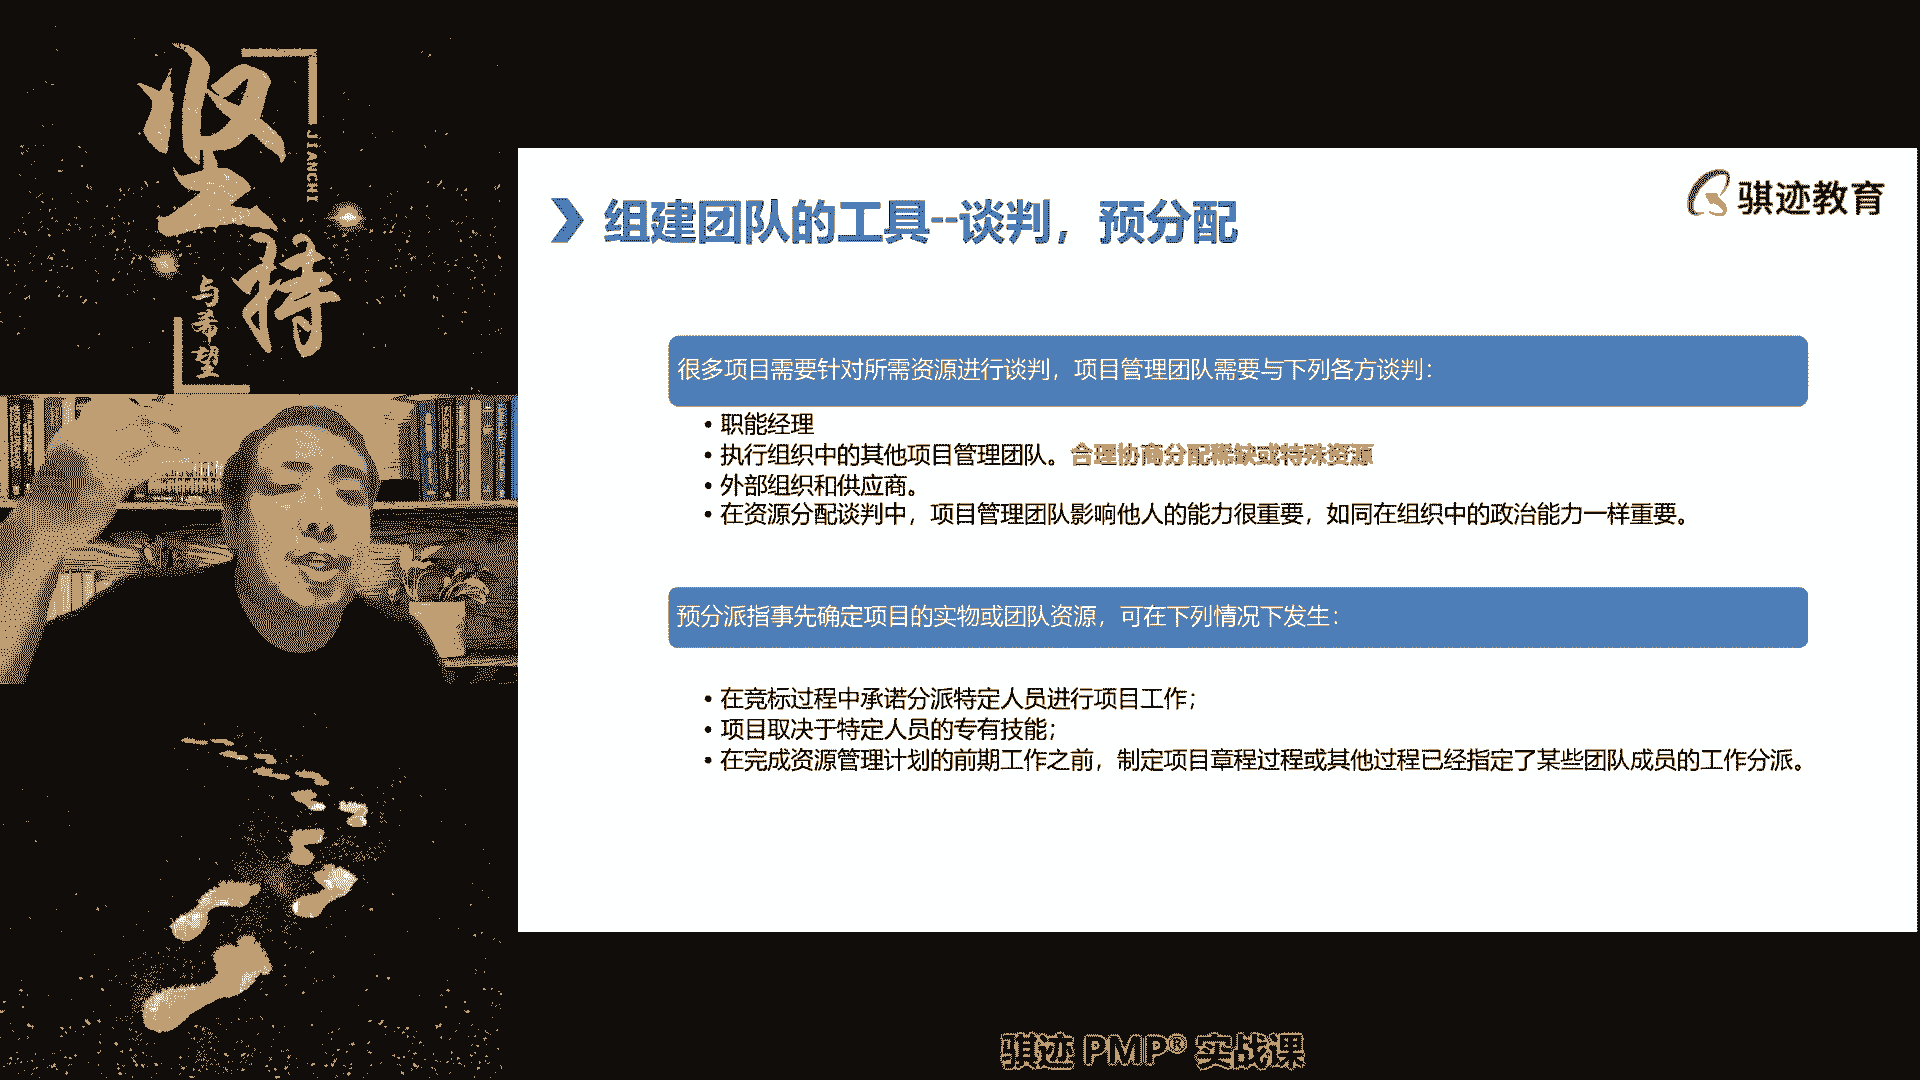 坚持
JIANCHI
与希望
骐迹教育
组建团队的工具--谈判，预分配
很多项目需要针对所需资源进行谈判，项目管理团队需要与下列各方谈判：
• 职能经理
• 执行组织中的其他项目管理团队。合理协商分配稀缺或特殊资源
• 外部组织和供应商。
• 在资源分配谈判中，项目管理团队影响他人的能力很重要，如同在组织中的政治能力一样重要。
预分派指事先确定项目的实物或团队资源，可在下列情况下发生：
• 在竞标过程中承诺分派特定人员进行项目工作；
• 项目取决于特定人员的专有技能；
• 在完成资源管理计划的前期工作之前，制定项目章程过程或其他过程已经指定了某些团队成员的工作分派。
骐迹 PMP® 实战课